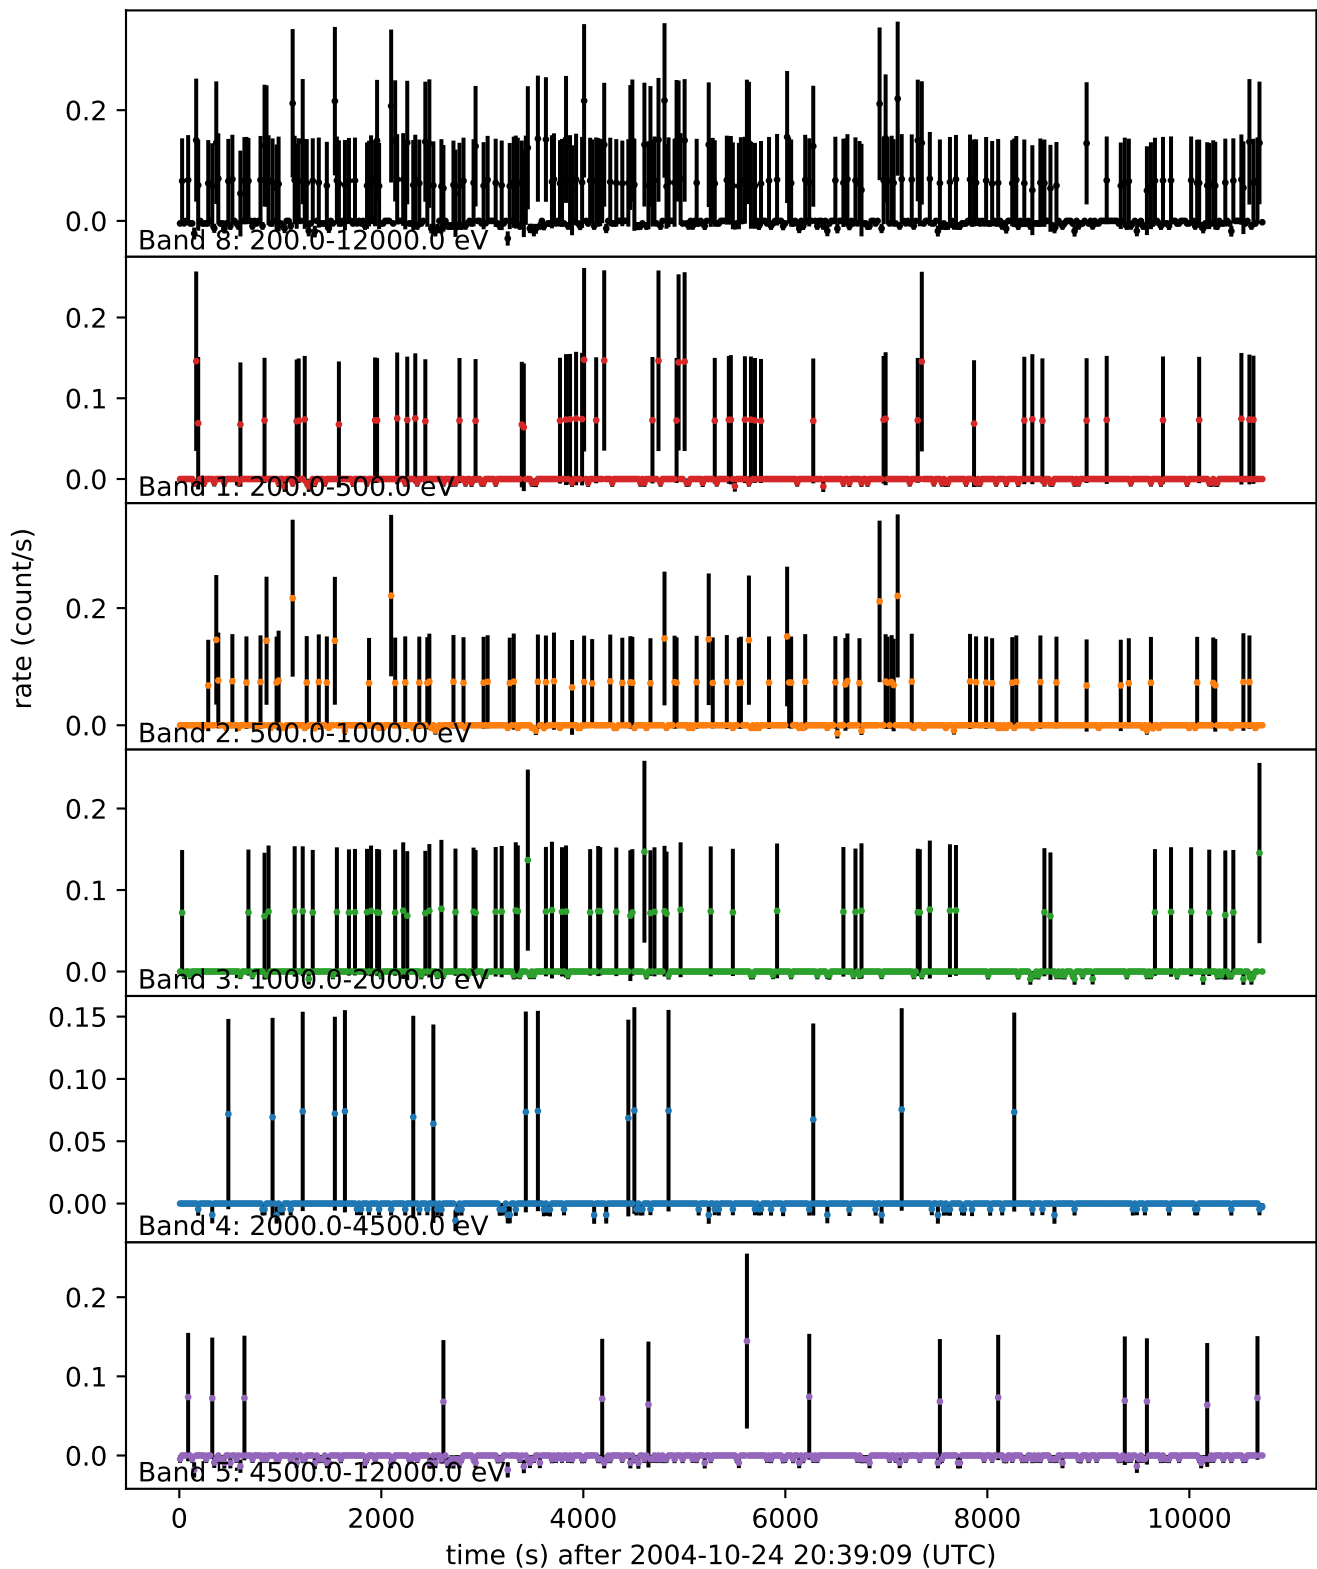 0.2
0.0
Band 8: 200.0-12000.0 eV
0.2
0.1
0.0
Band 1: 200.0-500.0 eV
0.2
0.0
Band 2: 500.0-1000.0 eV
rate (count/s)
0.2
0.1
0.0
Band 3: 1000.0-2000.0 eV
0.15
0.10
0.05
0.00
Band 4: 2000.0-4500.0 eV
0.2
0.1
0.0
Band 5: 4500.0-12000.0 eV
0 2000 4000 6000 8000 10000
time (s) after 2004-10-24 20:39:09 (UTC)